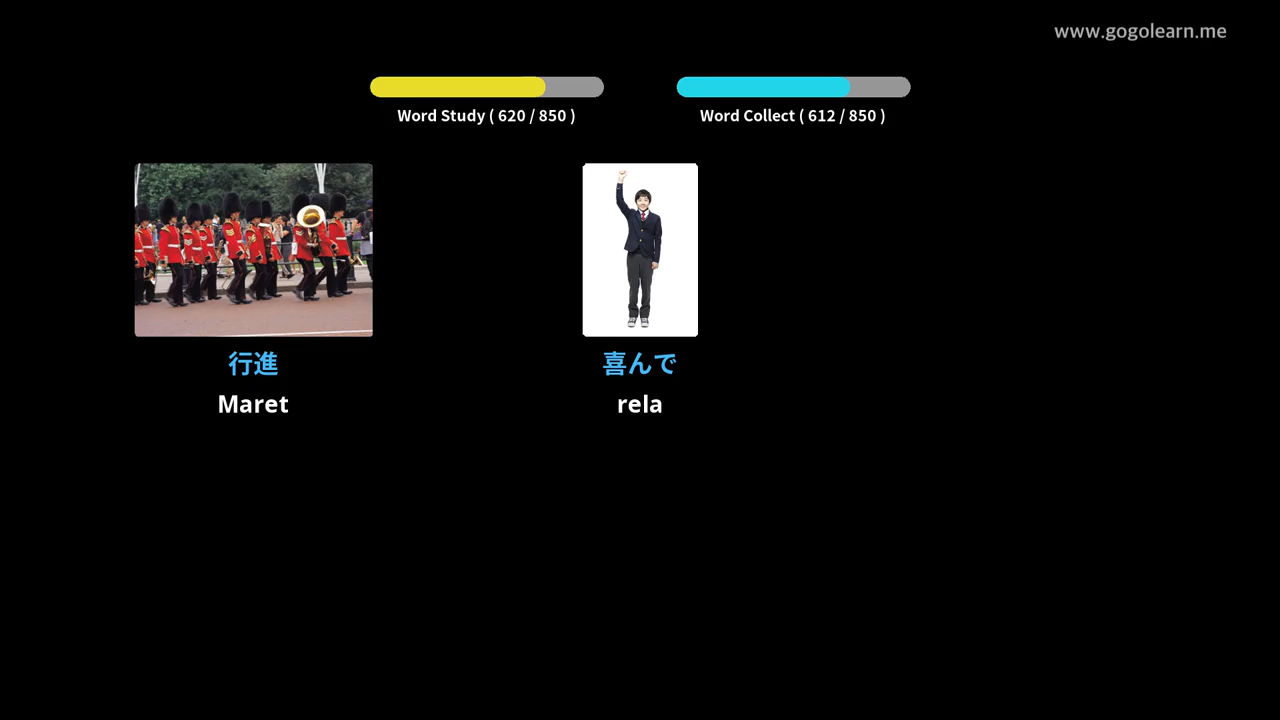 www.gogolearn.me
Word Study ( 620 / 850 )
Word Collect ( 612 / 850 )
行進
Maret
喜んで
rela